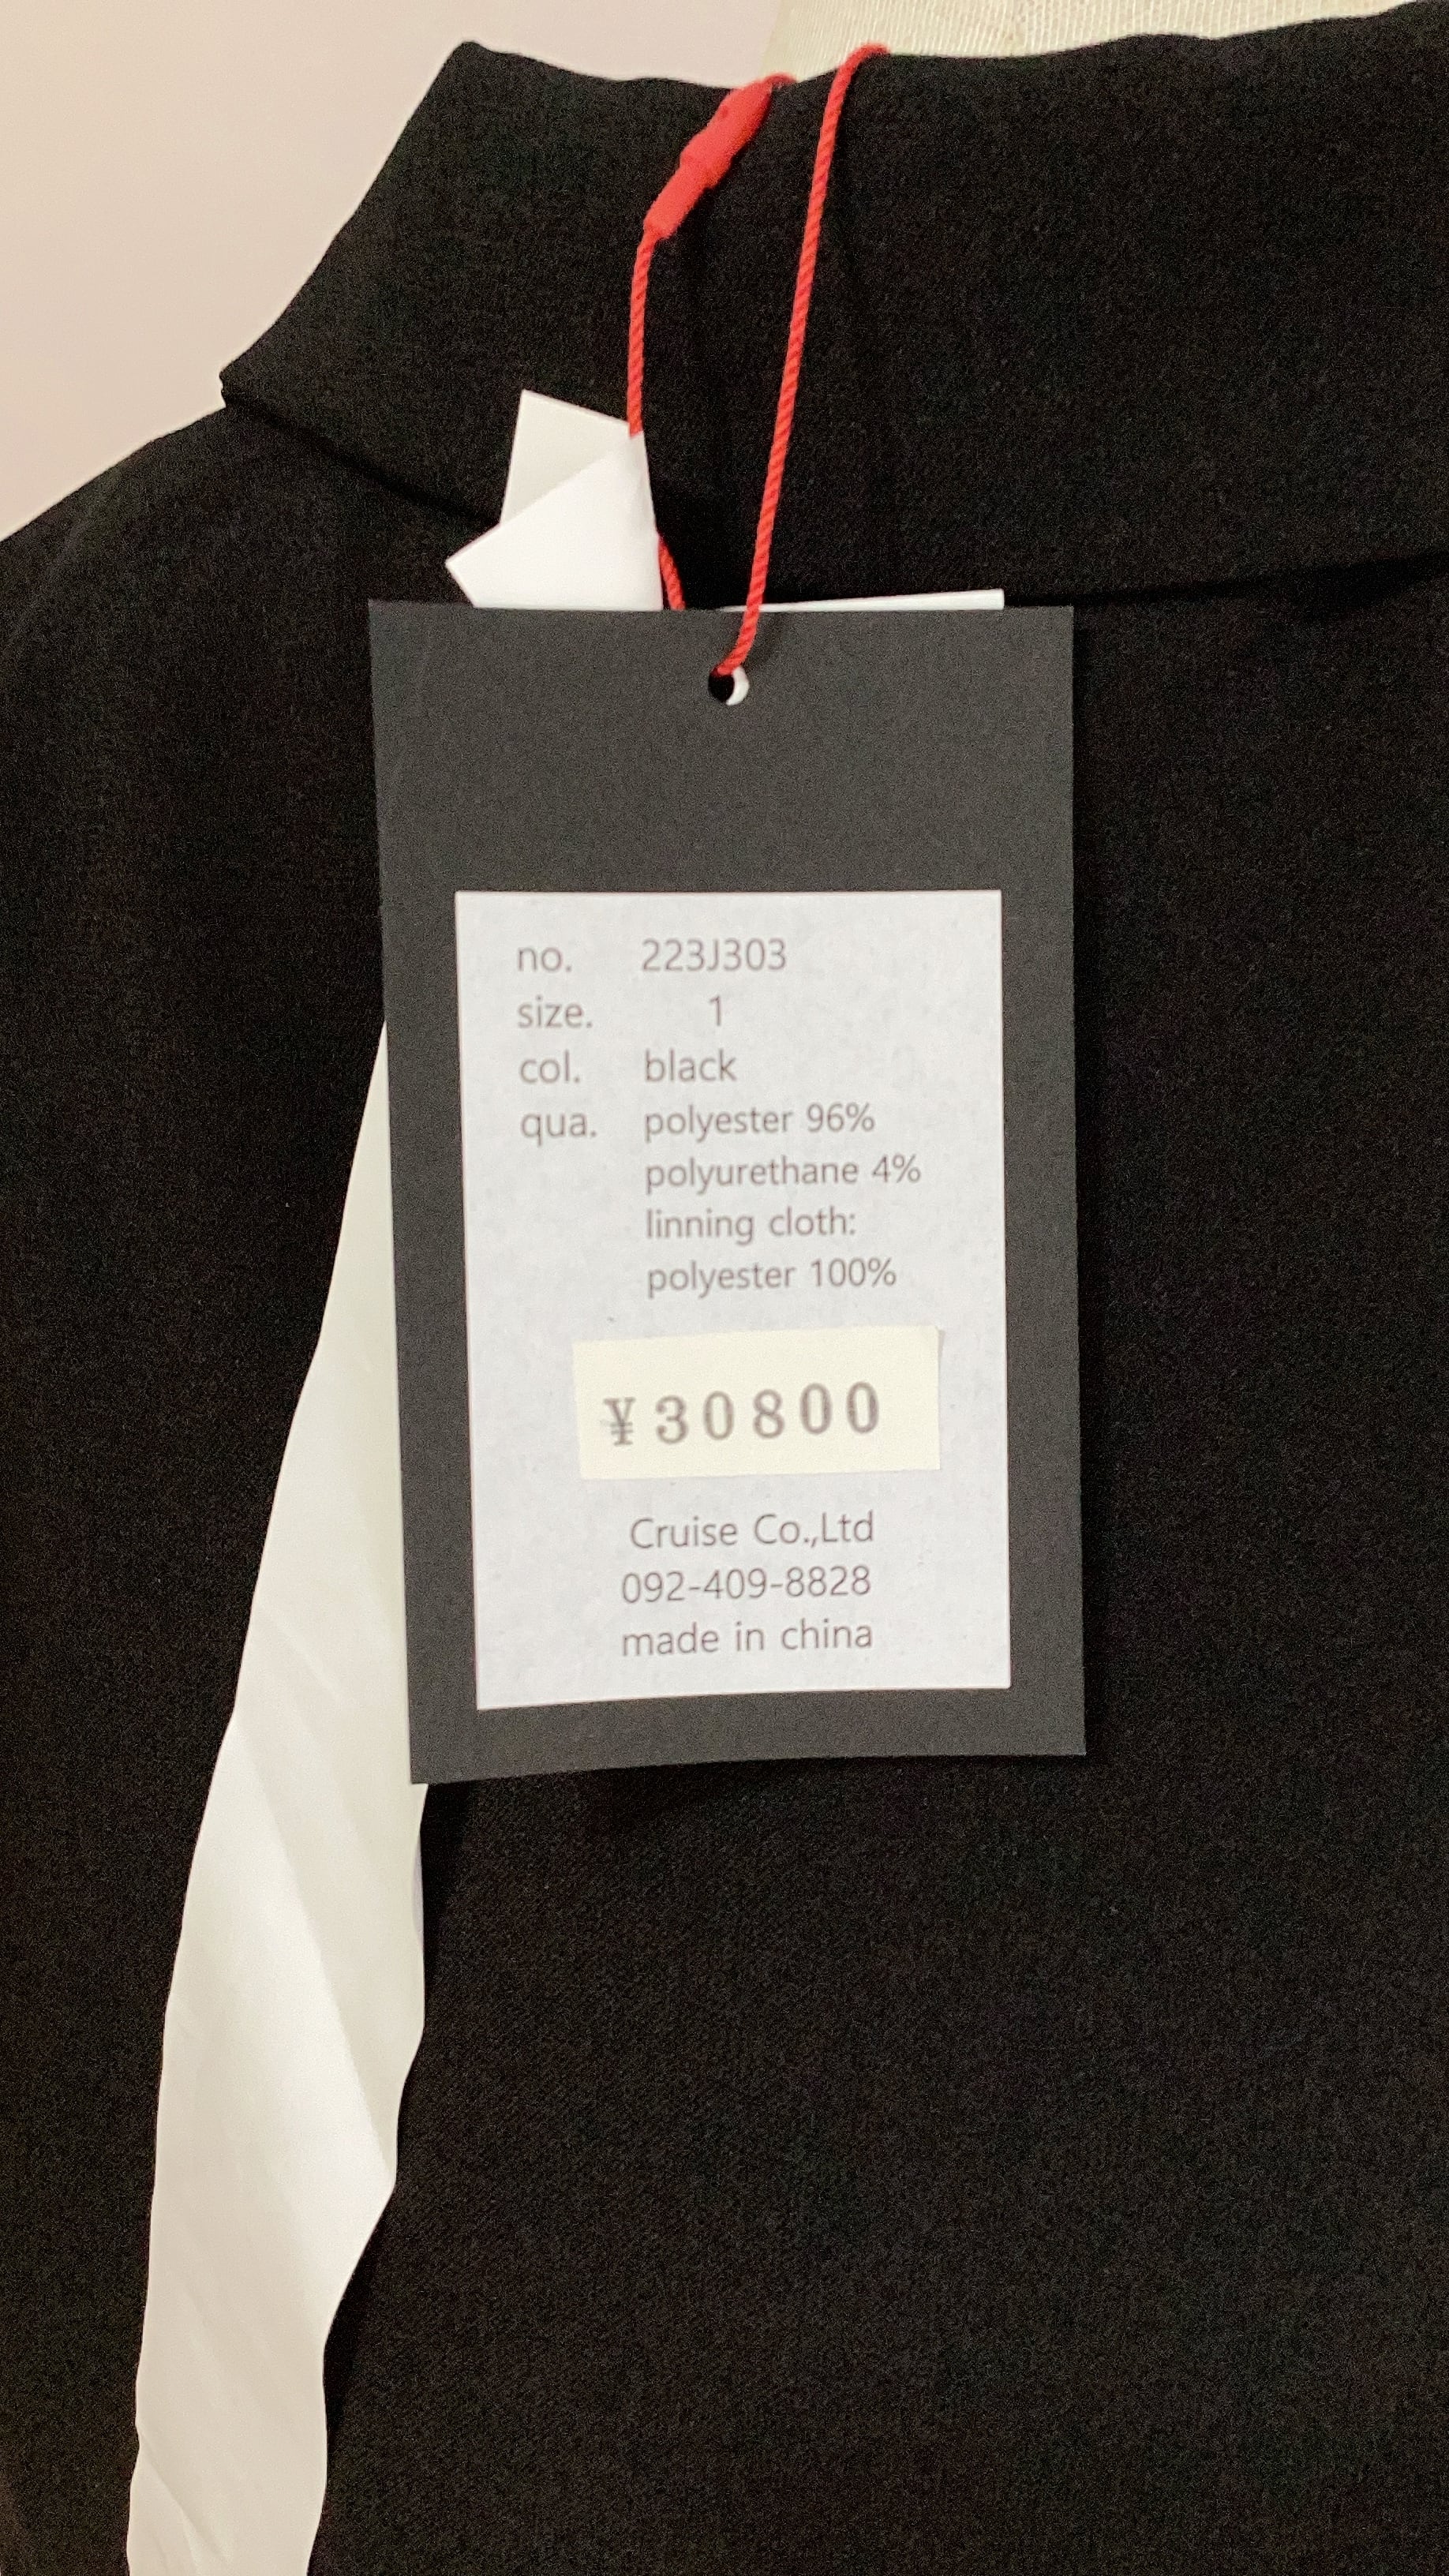 no. 223J303
size. 1
col. black
qua. polyester 96%
polyurethane 4%
linning cloth:
polyester 100%
¥30800
Cruise Co.,Ltd
092-409-8828
made in china